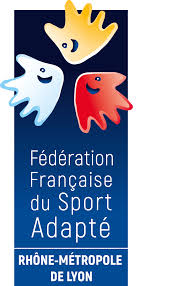 Fédération
Française
du Sport
Adapté
RHÔNE-MÉTROPOLE
DE LYON